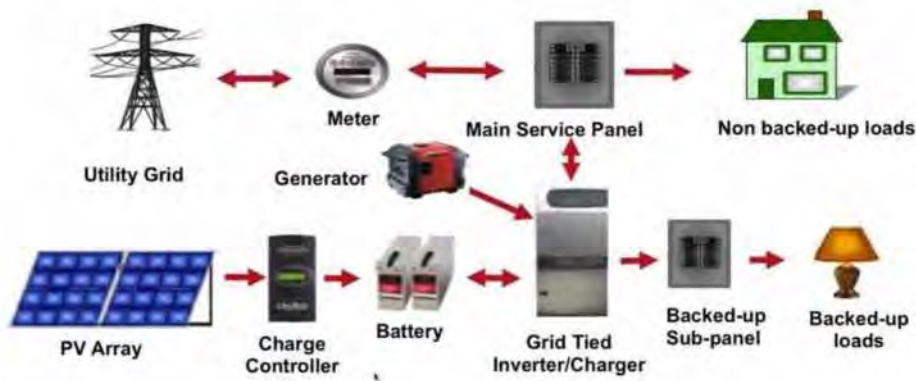 Meter
Main Service Panel
Non backed-up loads
Utility Grid
Generator
PV Array
Charge
Controller
Battery
Grid Tied
Inverter/Charger
Backed-up
Sub-panel
Backed-up
loads